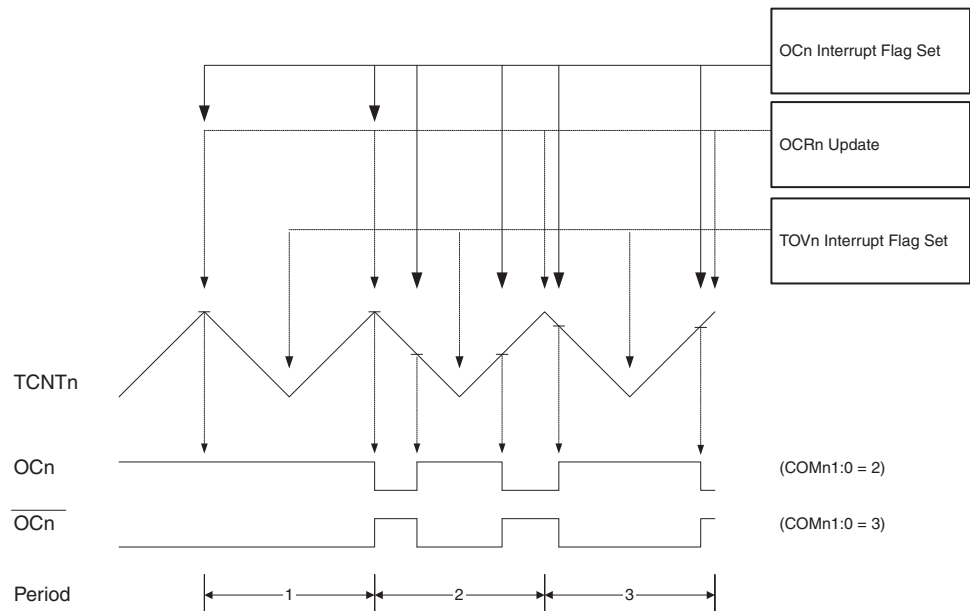 OCn Interrupt Flag Set
OCRn Update
TOVn Interrupt Flag Set
TCNTn
OCn
(COMn1:0 = 2)
OCn
(COMn1:0 = 3)
Period
1
2
3